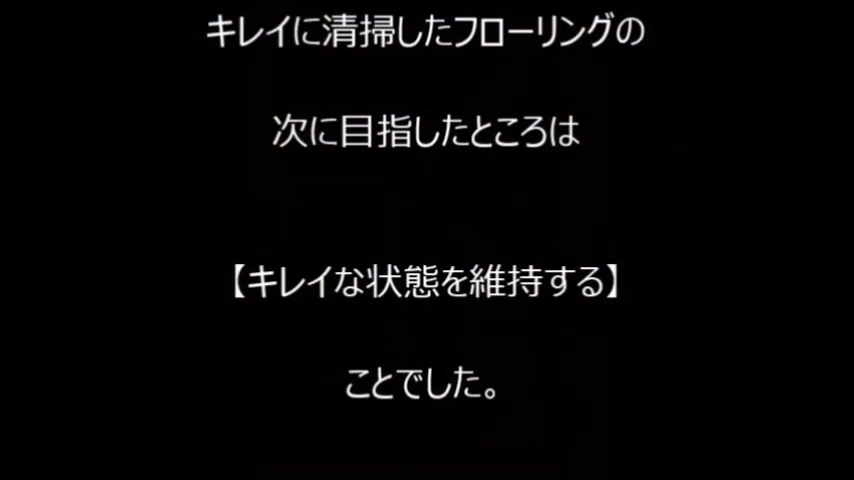 キレイに清掃したフローリングの
次に目指したところは
【キレイな状態を維持する】
ことでした。